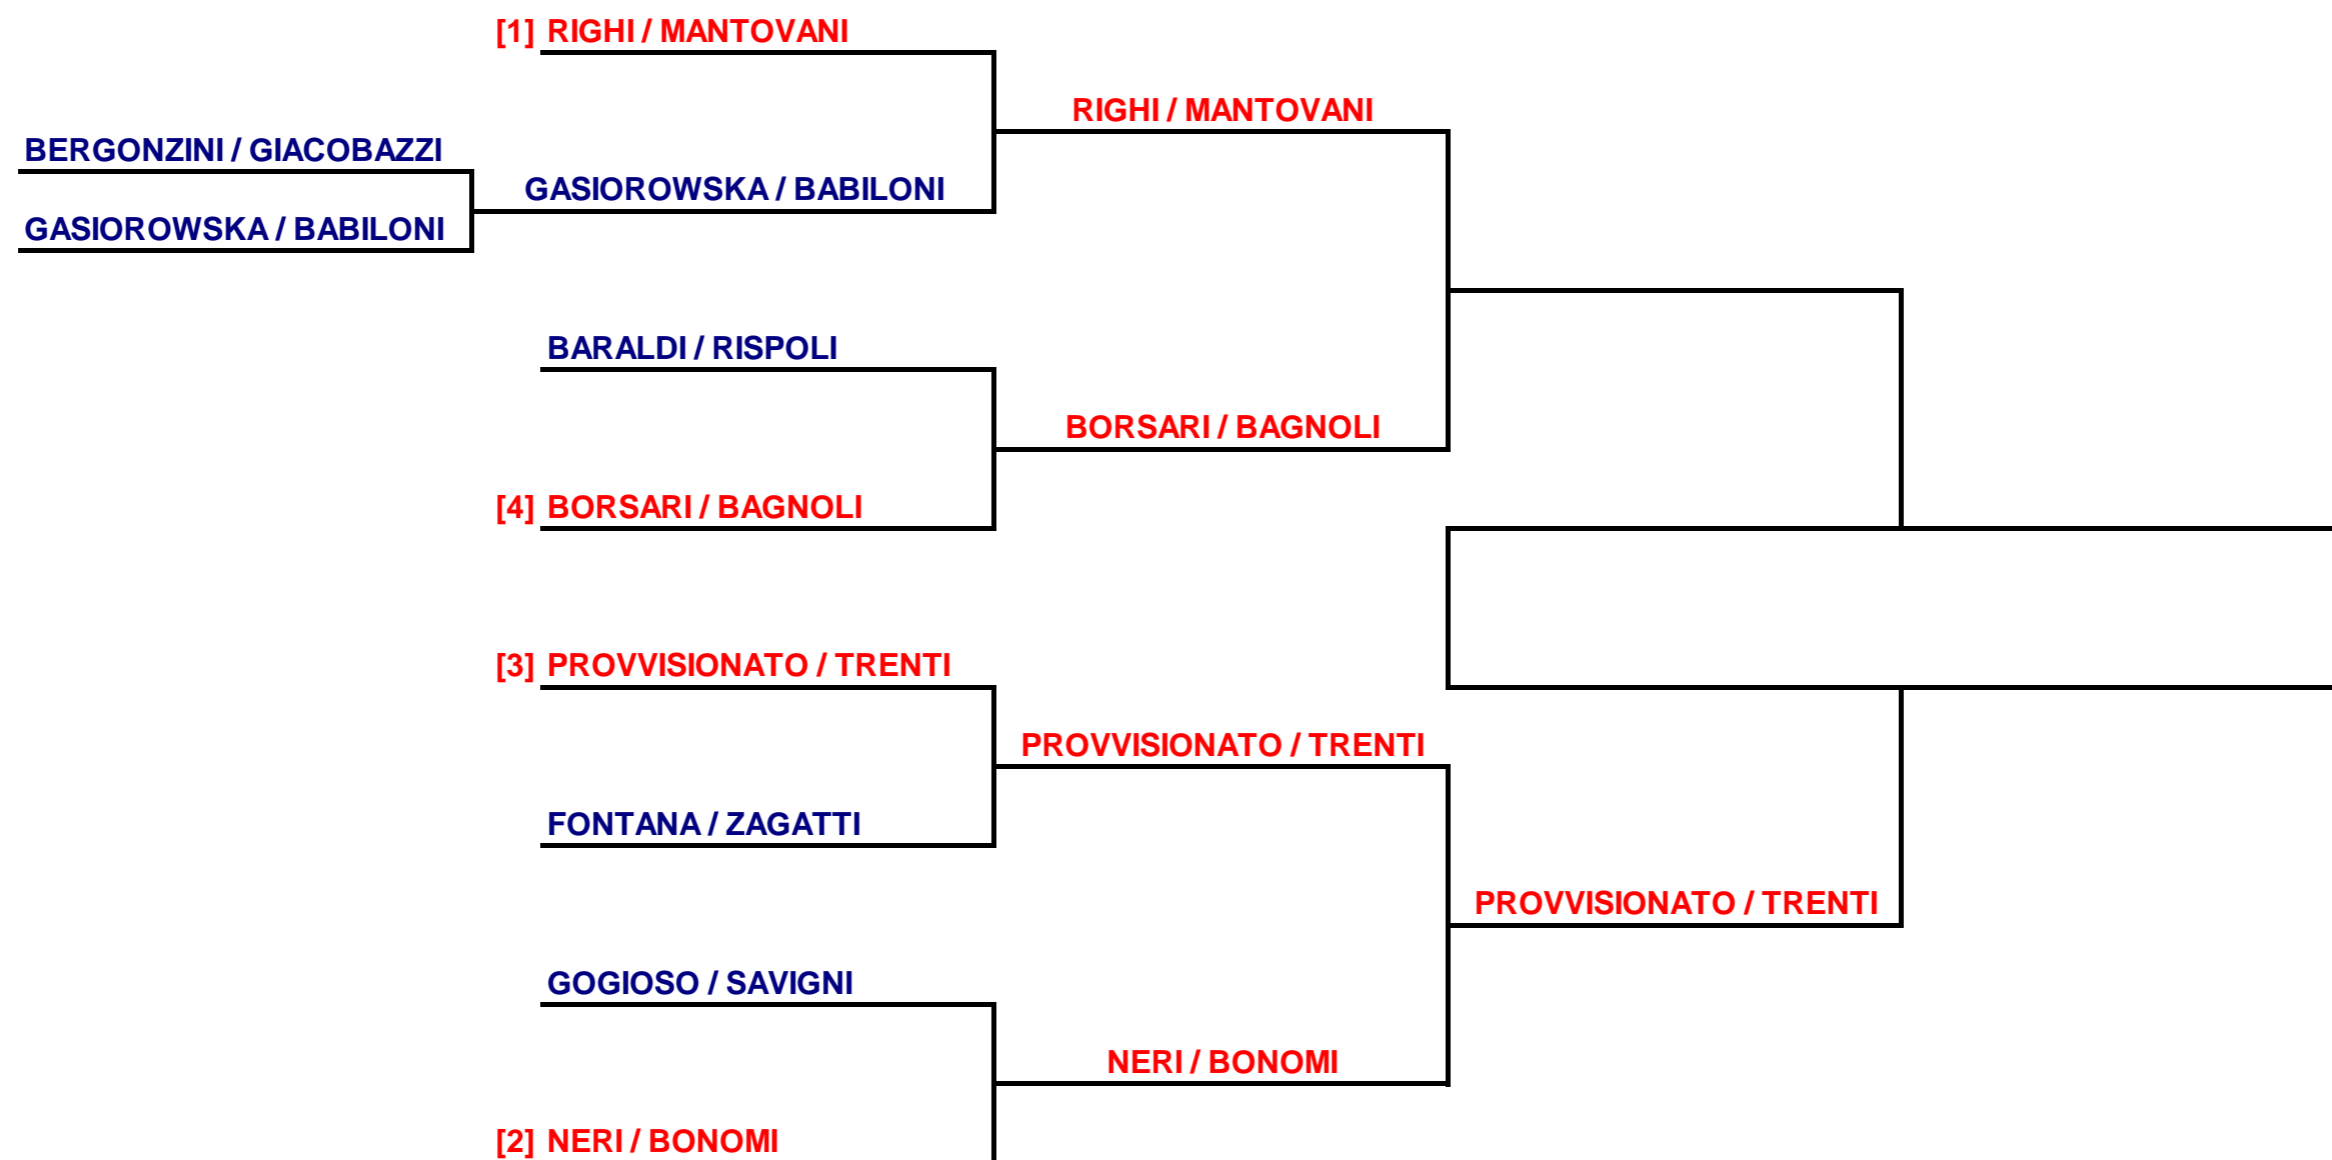 [1] RIGHI / MANTOVANI
RIGHI / MANTOVANI
BERGONZINI / GIACOBAZZI
GASIOROWSKA / BABILONI
GASIOROWSKA / BABILONI
BARALDI / RISPOLI
BORSARI / BAGNOLI
[4] BORSARI / BAGNOLI
[3] PROVVISIONATO / TRENTI
PROVVISIONATO / TRENTI
FONTANA / ZAGATTI
PROVVISIONATO / TRENTI
GOGIOSO / SAVIGNI
NERI / BONOMI
[2] NERI / BONOMI